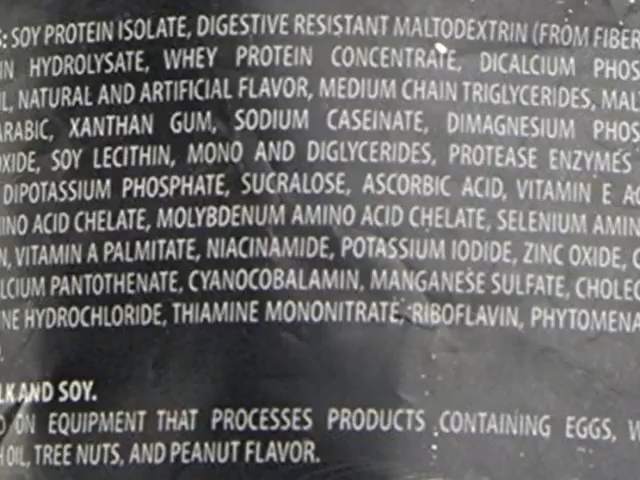 : SOY PROTEIN ISOLATE, DIGESTIVE RESISTANT MALTODEXTRIN (FROM FIBER
IN HYDROLYSATE, WHEY PROTEIN CONCENTRATE, DICALCIUM PHOS
L, NATURAL AND ARTIFICIAL FLAVOR, MEDIUM CHAIN TRIGLYCERIDES, MAL
ARABIC, XANTHAN GUM, SODIUM CASEINATE, DIMAGNESIUM PHOS
OXIDE, SOY LECITHIN, MONO AND DIGLYCERIDES, PROTEASE ENZYMES
DIPOTASSIUM PHOSPHATE, SUCRALOSE, ASCORBIC ACID, VITAMIN E A
INO ACID CHELATE, MOLYBDENUM AMINO ACID CHELATE, SELENIUM AMIN
N, VITAMIN A PALMITATE, NIACINAMIDE, POTASSIUM IODIDE, ZINC OXIDE, C
LCIUM PANTOTHENATE, CYANOCOBALAMIN, MANGANESE SULFATE, CHOLEC
NE HYDROCHLORIDE, THIAMINE MONONITRATE, RIBOFLAVIN, PHYTOMENA
LK AND SOY.
D ON EQUIPMENT THAT PROCESSES PRODUCTS CONTAINING EGGS, W
H OIL, TREE NUTS, AND PEANUT FLAVOR.